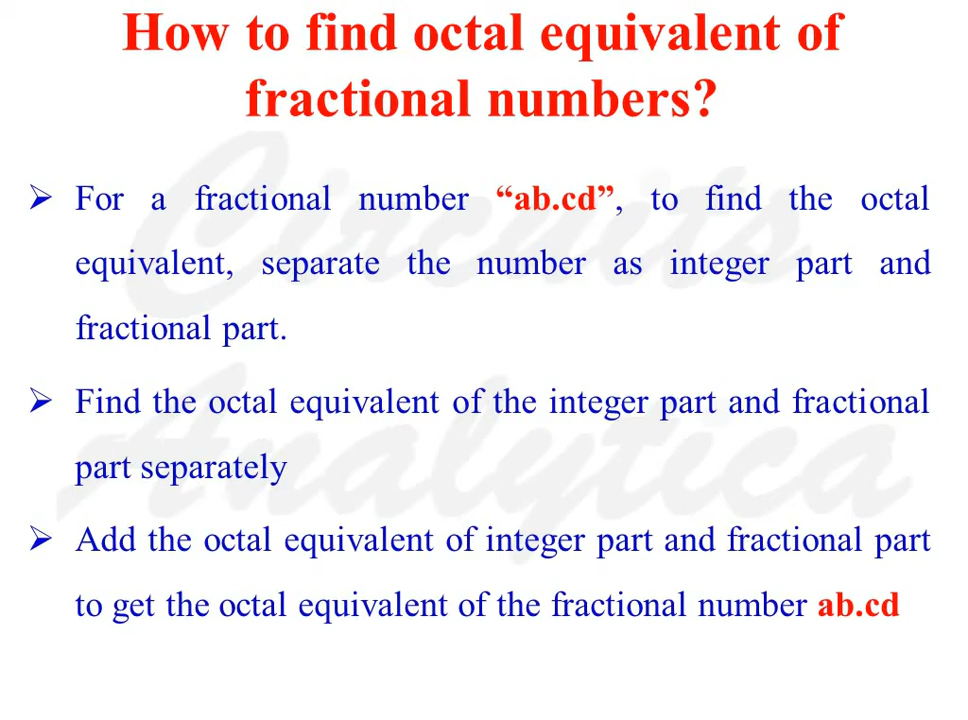 How to find octal equivalent of
fractional numbers?
Circuits
➢ For a fractional number “ab.cd”, to find the octal
equivalent, separate the number as integer part and
fractional part.
Analytica
➢ Find the octal equivalent of the integer part and fractional
part separately
➢ Add the octal equivalent of integer part and fractional part
to get the octal equivalent of the fractional number ab.cd